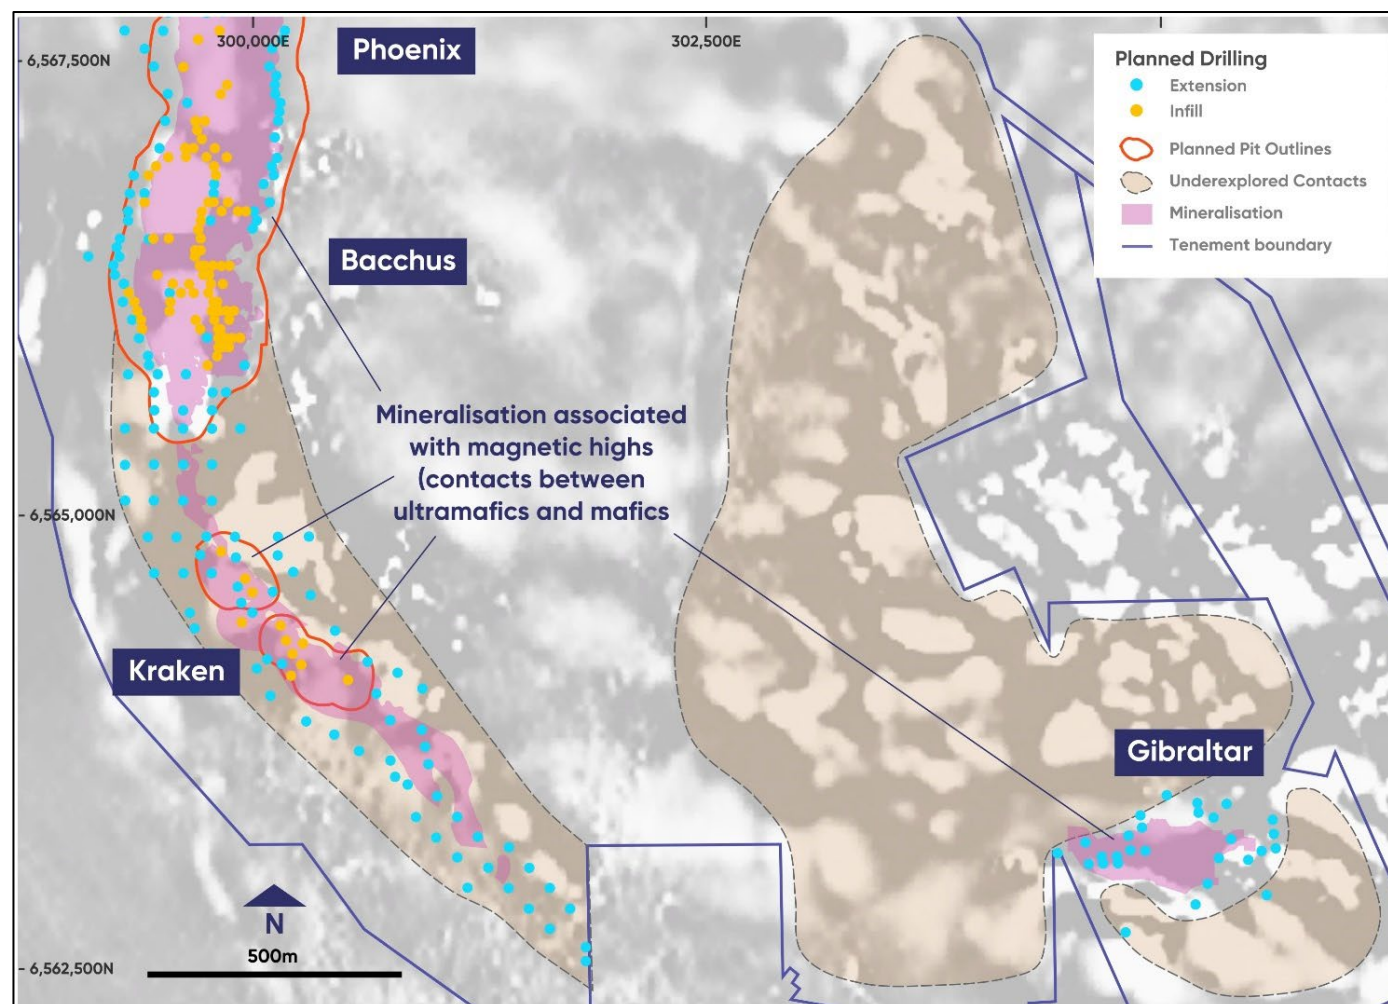 300,000E
302,500E
6,567,500N
Phoenix
Planned Drilling
Extension
Infill
Planned Pit Outlines
Underexplored Contacts
Mineralisation
Tenement boundary
Bacchus
Mineralisation associated
with magnetic highs
(contacts between
ultramafics and mafics
6,565,000N
Kraken
Gibraltar
N
500m
6,562,500N